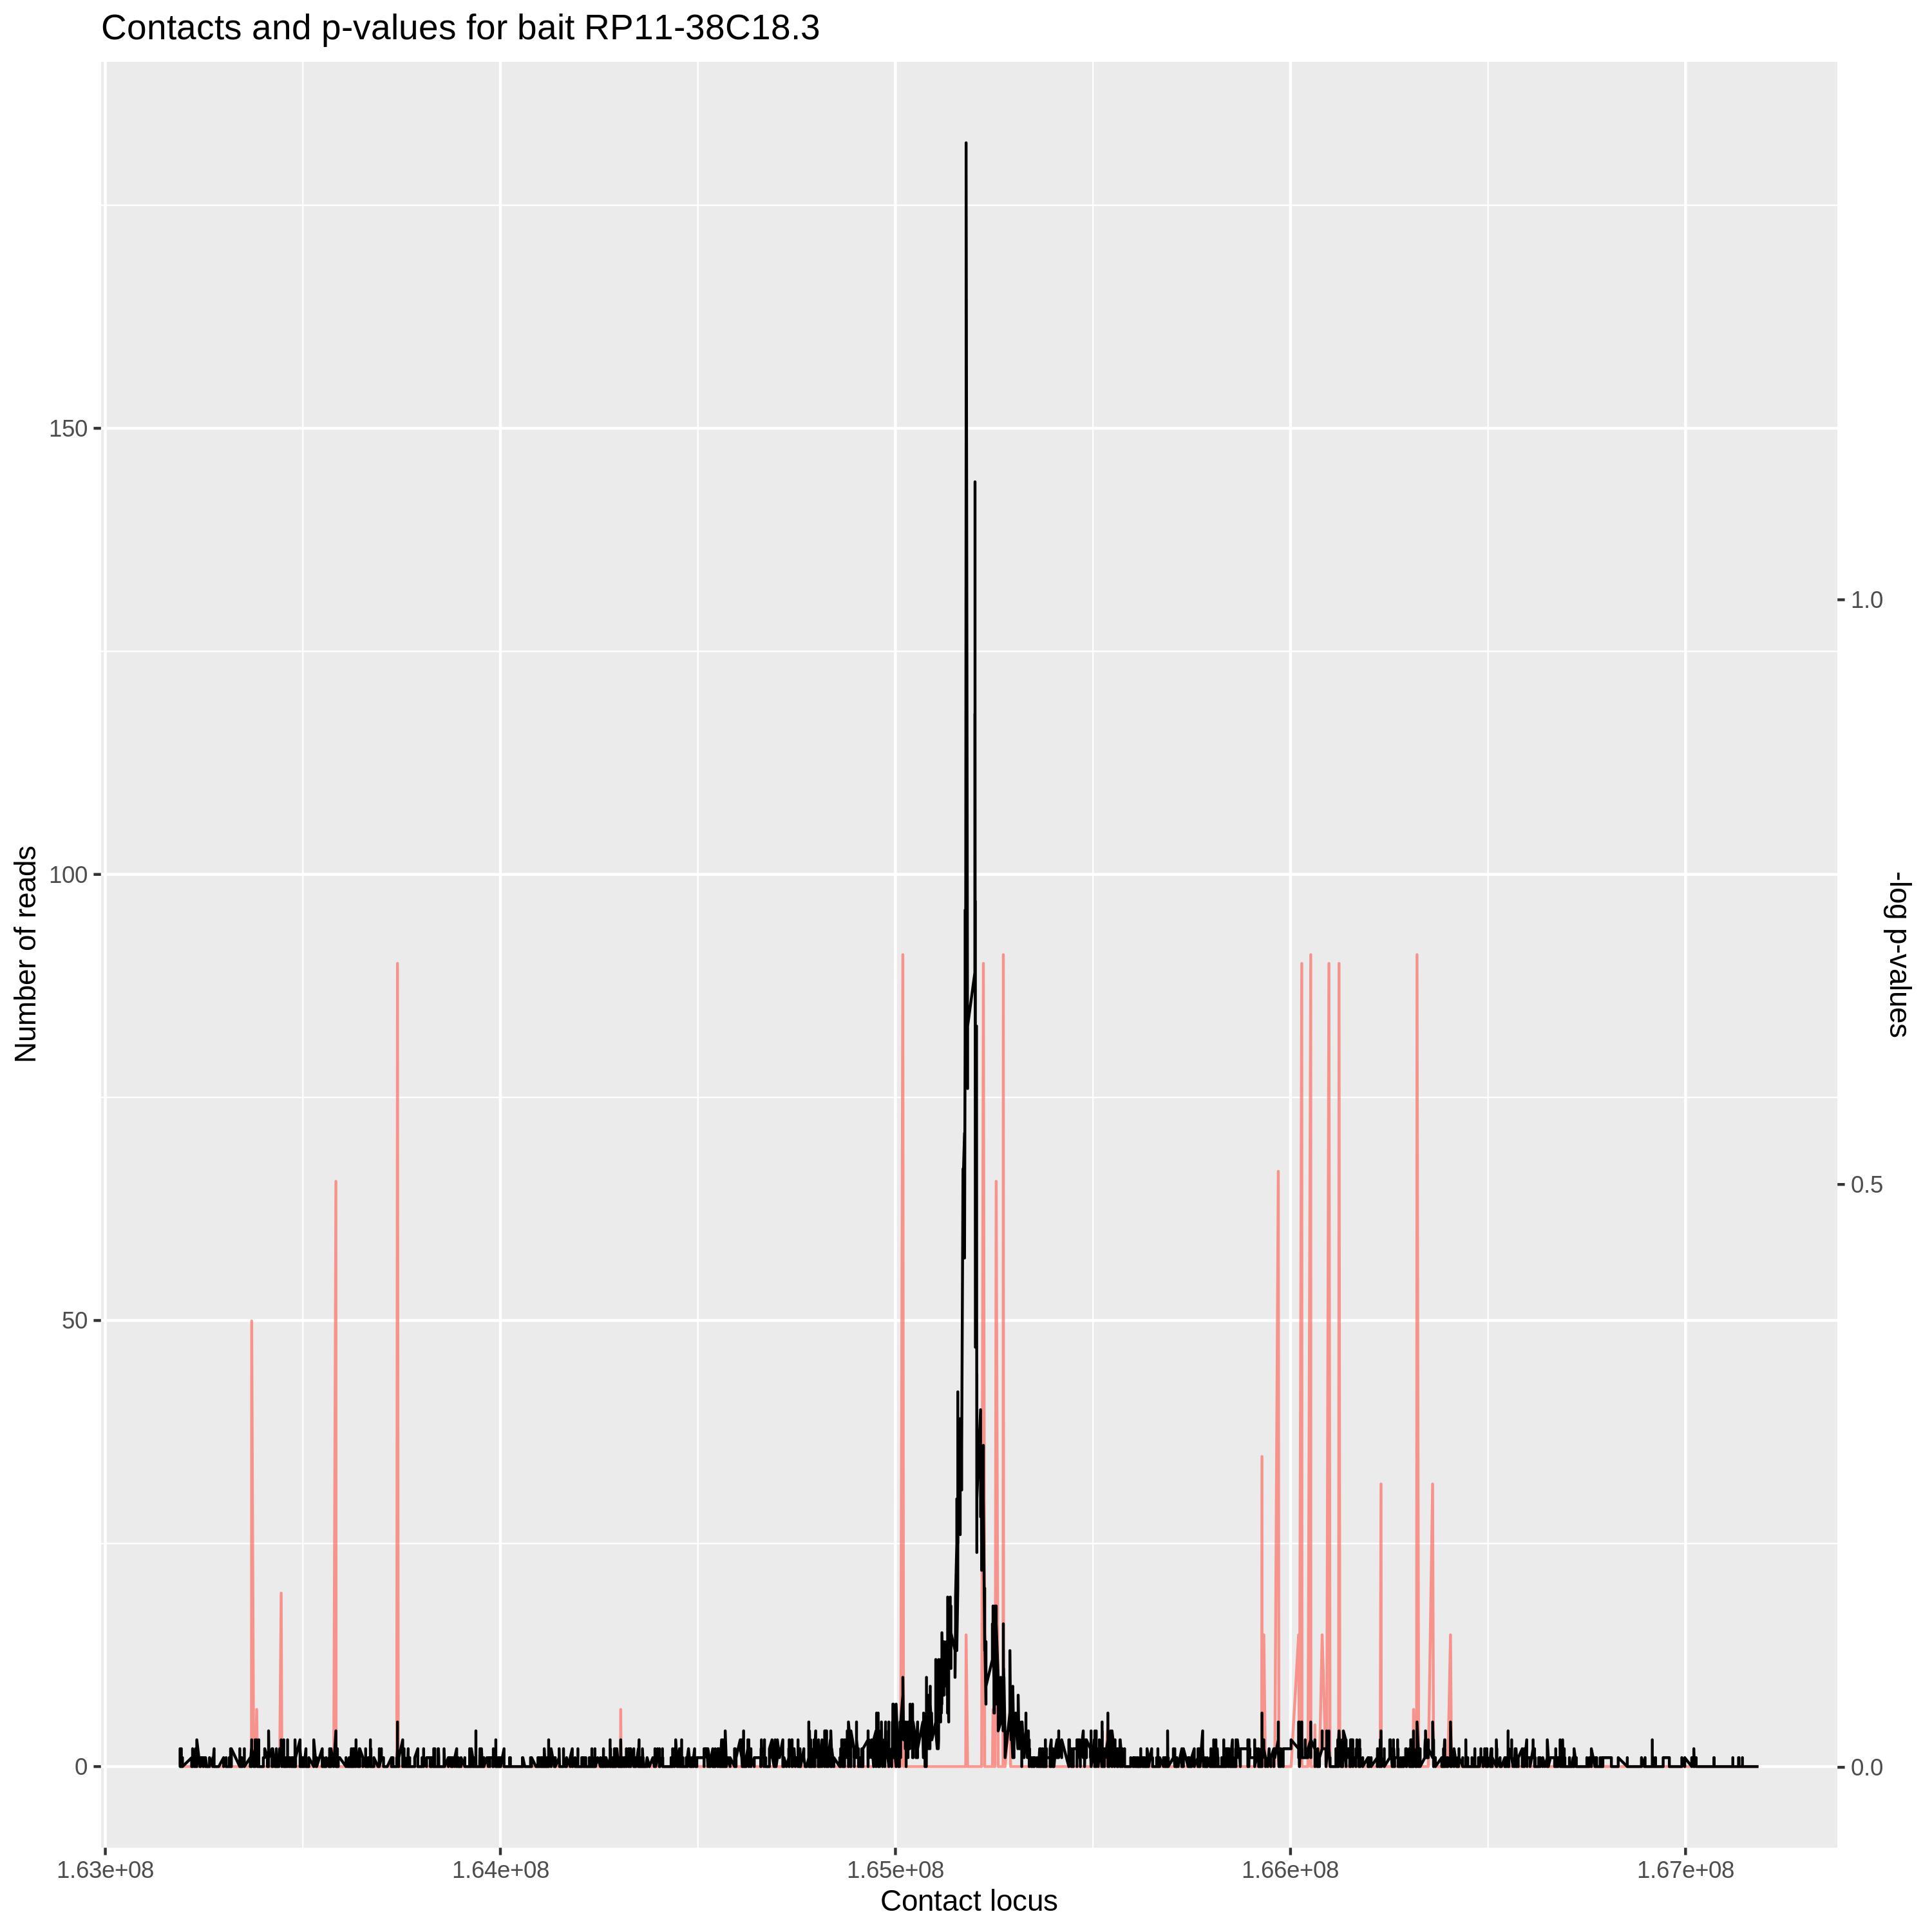 Contacts and p-values for bait RP11-38C18.3
Number of reads
150
100
50
0
1.0
0.5
0.0
-log p-values
1.63e+08 1.64e+08 1.65e+08 1.66e+08 1.67e+08
Contact locus